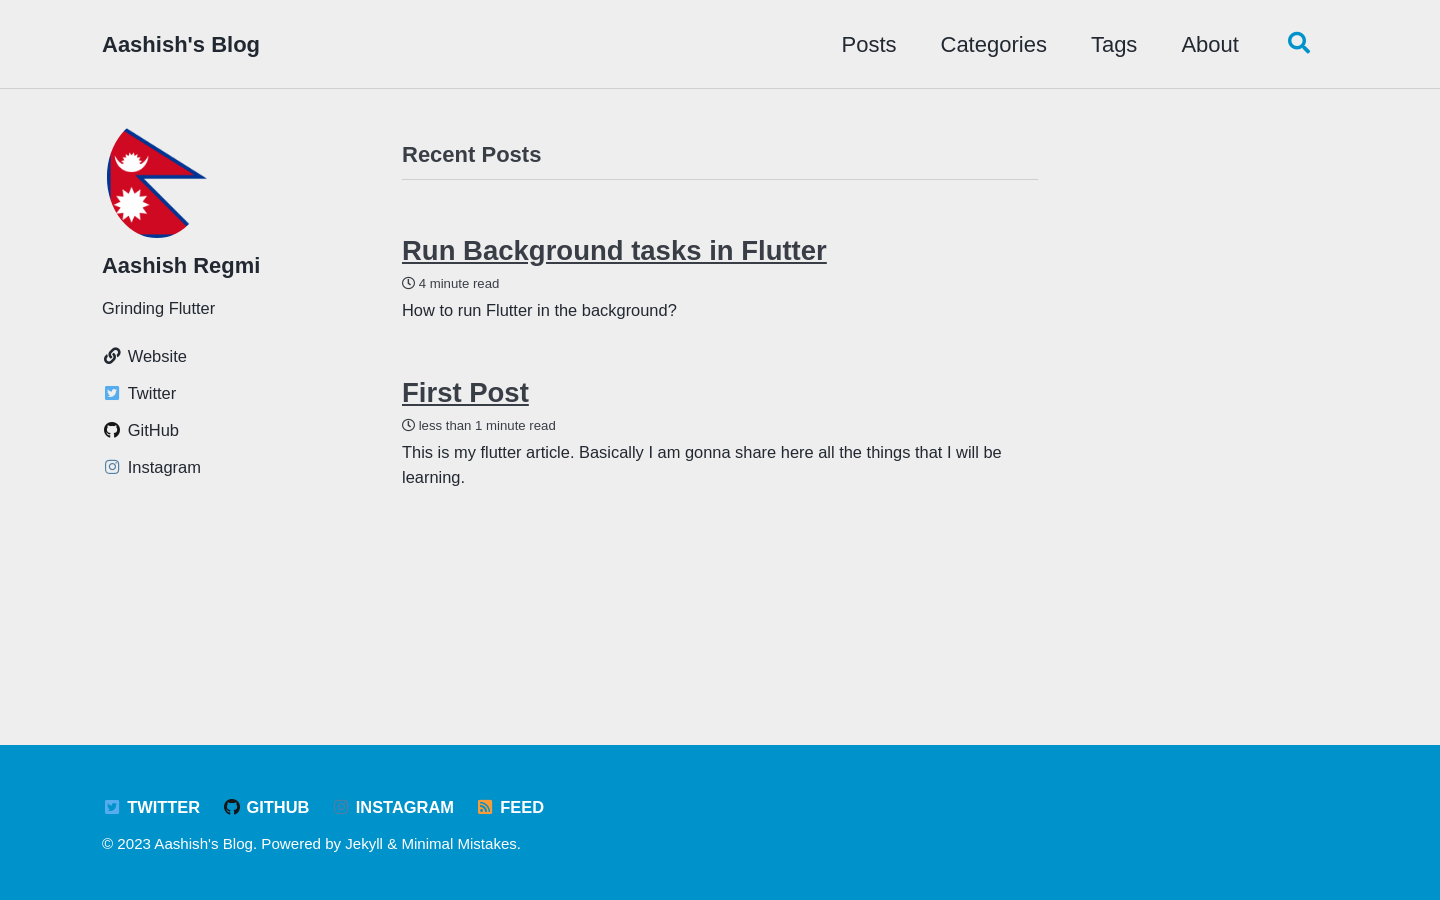 Aashish's Blog
Posts
Categories
Tags
About
Aashish Regmi
Grinding Flutter
Website
Twitter
GitHub
Instagram
Recent Posts
Run Background tasks in Flutter
4 minute read
How to run Flutter in the background?
First Post
less than 1 minute read
This is my flutter article. Basically I am gonna share here all the things that I will be
learning.
TWITTER GITHUB INSTAGRAM FEED
© 2023 Aashish's Blog. Powered by Jekyll & Minimal Mistakes.